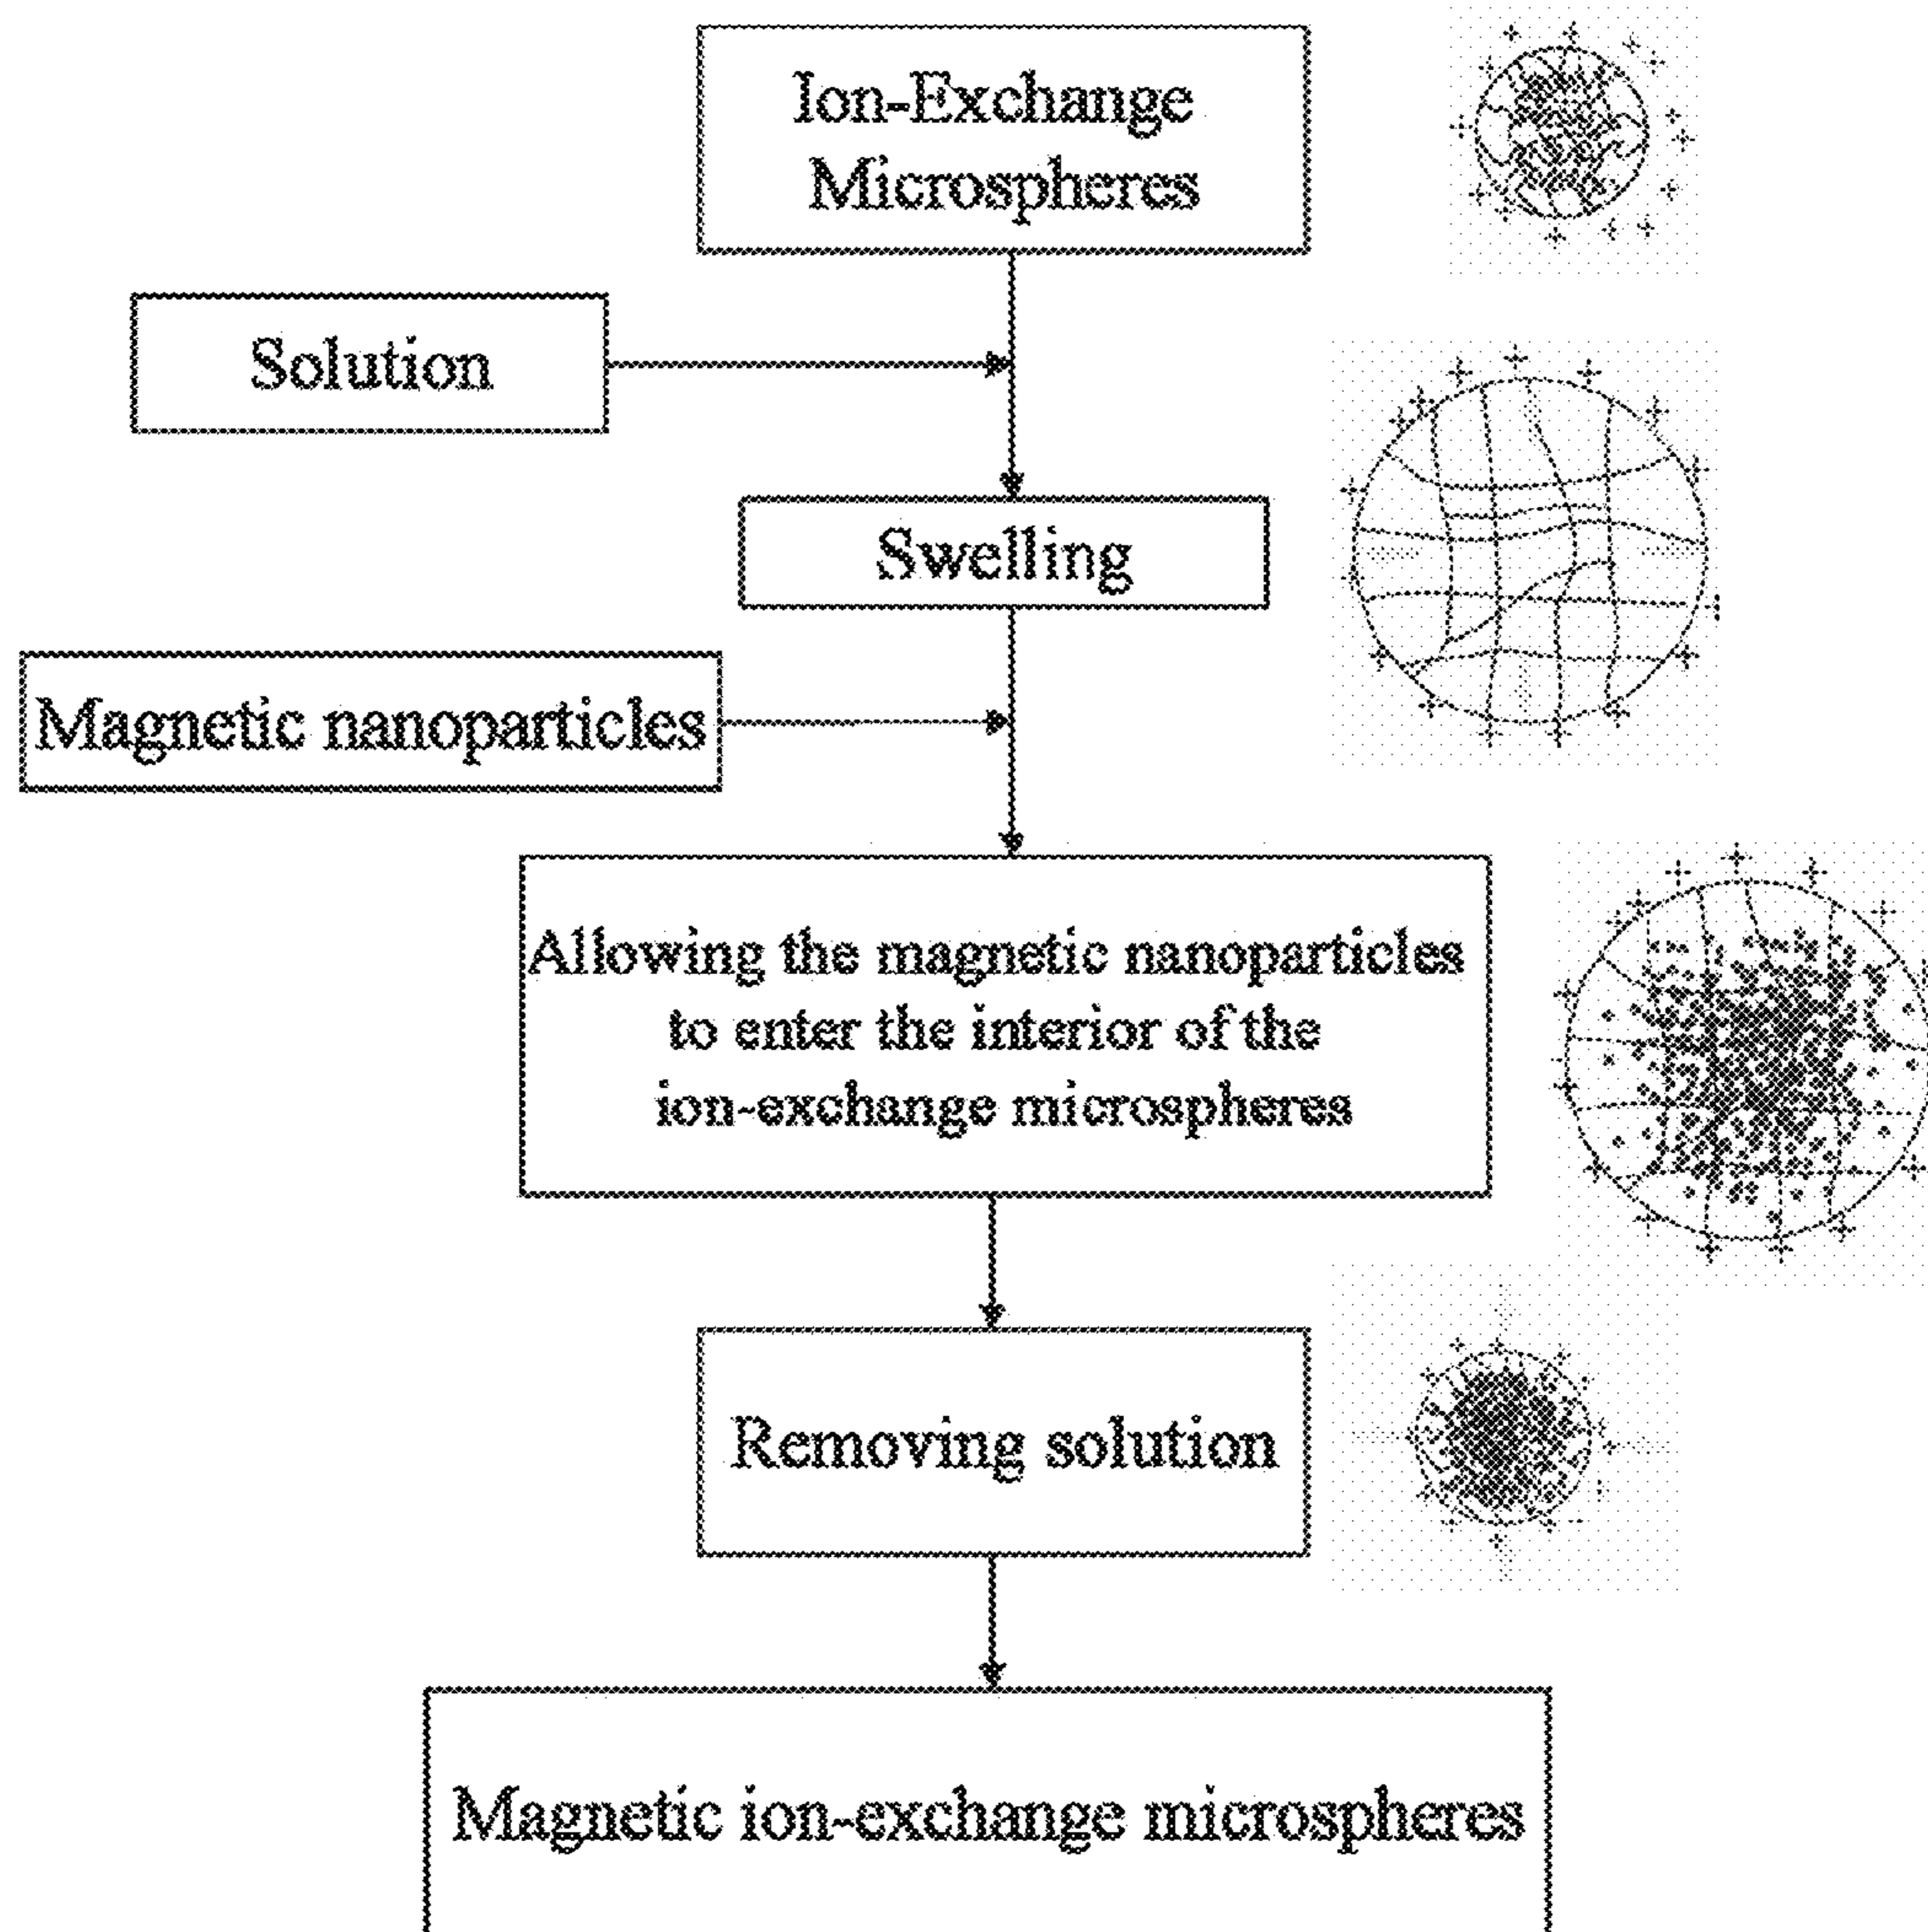 Ion-Exchange
Microspheres
Solution
Swelling
Magnetic nanoparticles
Allowing the magnetic nanoparticles
to enter the interior of the
ion-exchange microspheres
Removing solution
Magnetic ion-exchange microspheres